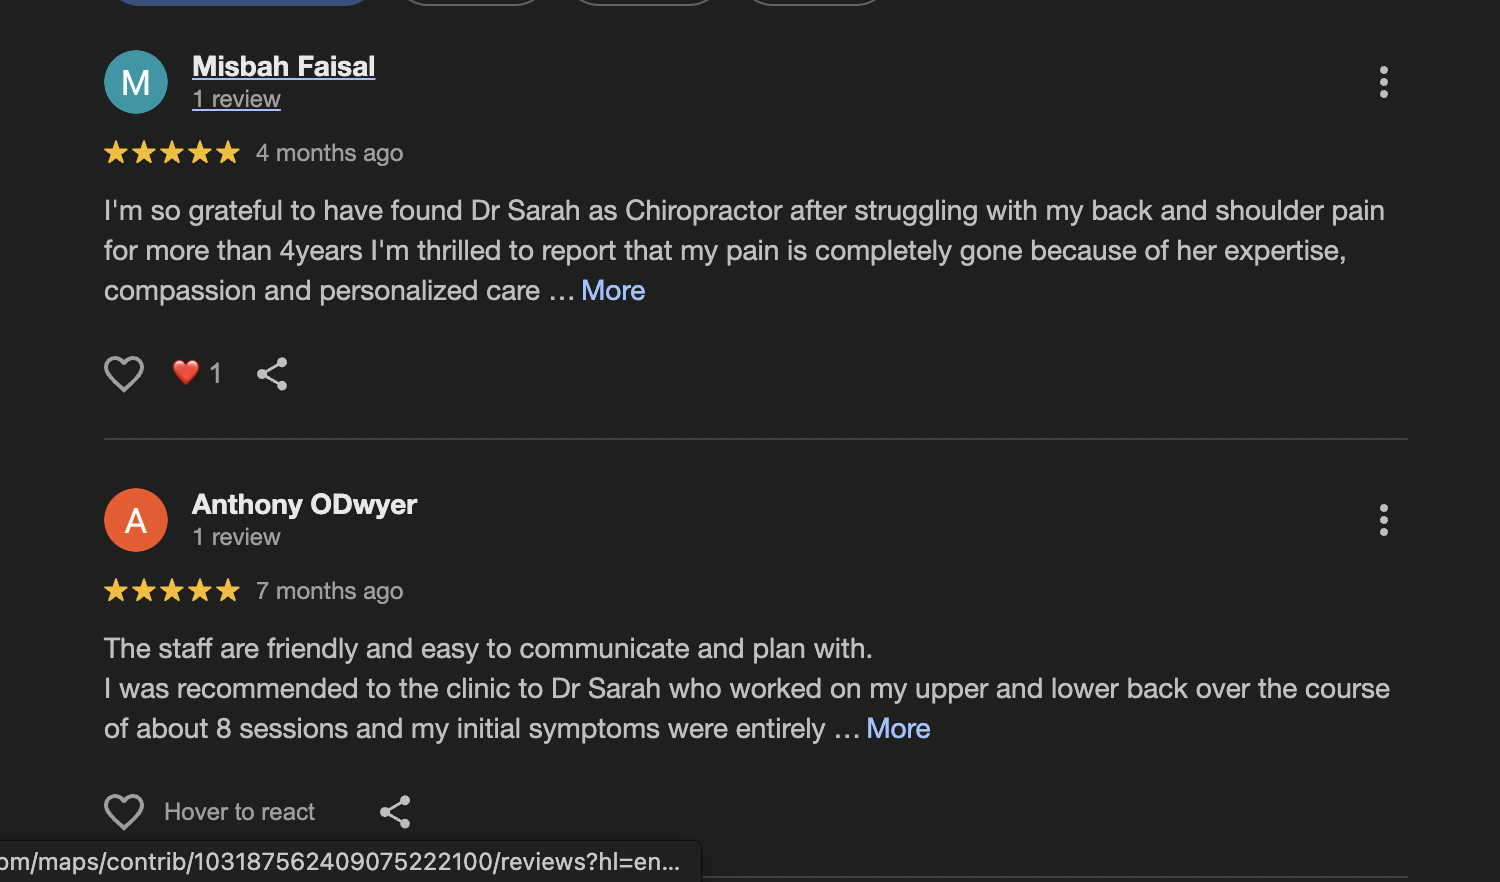 M
Misbah Faisal
1 review
4 months ago
I'm so grateful to have found Dr Sarah as Chiropractor after struggling with my back and shoulder pain
for more than 4years I'm thrilled to report that my pain is completely gone because of her expertise,
compassion and personalized care … More
❤️ 1
A
Anthony ODwyer
1 review
7 months ago
The staff are friendly and easy to communicate and plan with.
I was recommended to the clinic to Dr Sarah who worked on my upper and lower back over the course
of about 8 sessions and my initial symptoms were entirely … More
Hover to react
om/maps/contrib/103187562409075222100/reviews?hl=en...